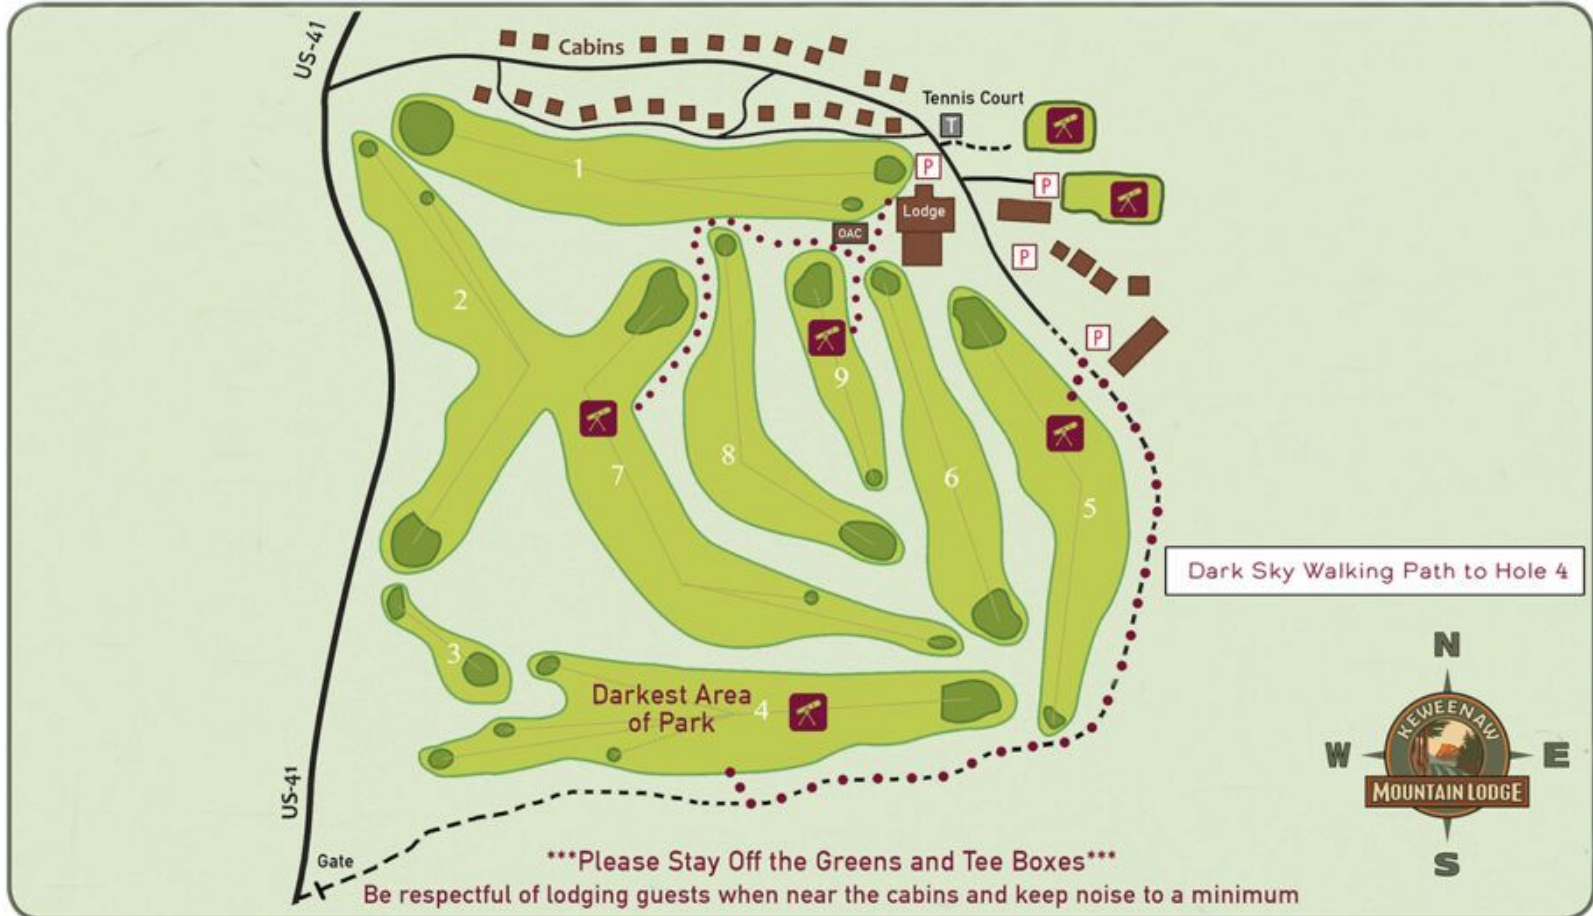 US-41
Cabins
Tennis Court
T
P
1
P
Lodge
OAC
2
P
P
9
8
7
6
5
Dark Sky Walking Path to Hole 4
3
Darkest Area
of Park
4
N
W
E
S
KEWEENAW
MOUNTAIN LODGE
US-41
Gate
***Please Stay Off the Greens and Tee Boxes***
Be respectful of lodging guests when near the cabins and keep noise to a minimum